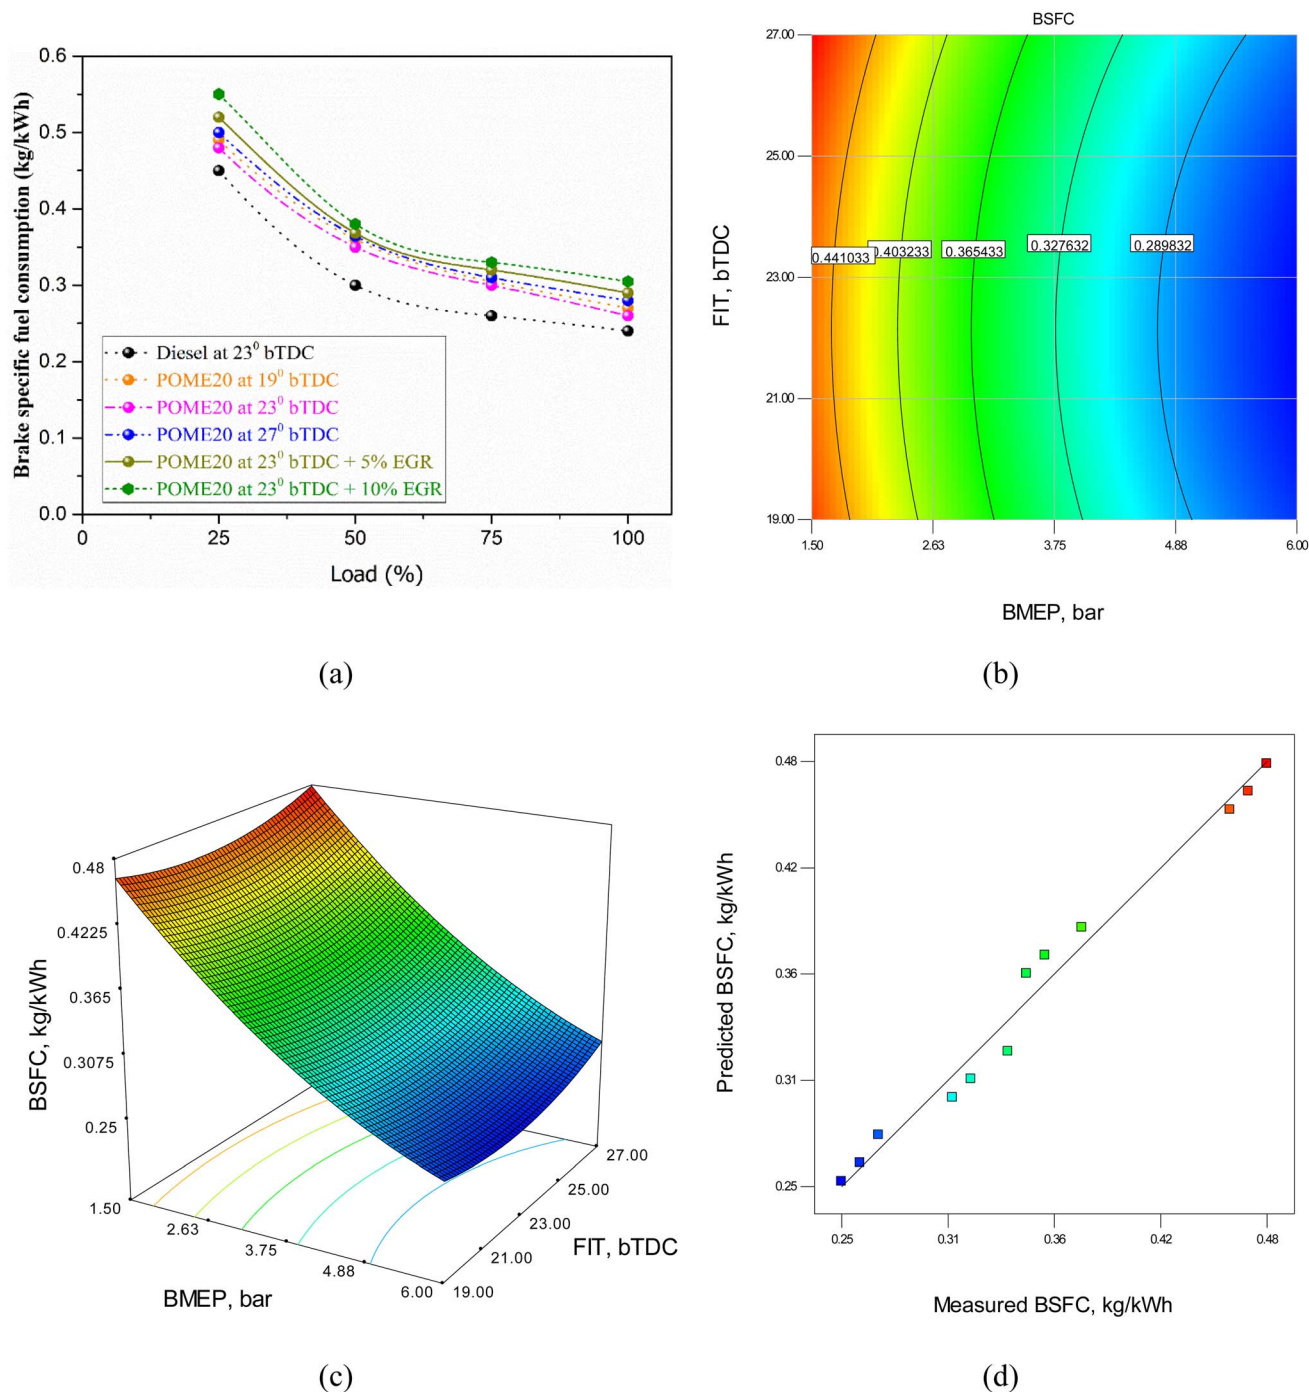 0.6
0.5
0.4
0.3
0.2
0.1
0.0
Brake specific fuel consumption (kg/kWh)
Diesel at 23⁰ bTDC
POME20 at 19⁰ bTDC
POME20 at 23⁰ bTDC
POME20 at 27⁰ bTDC
POME20 at 23⁰ bTDC + 5% EGR
POME20 at 23⁰ bTDC + 10% EGR
0 25 50 75 100
Load (%)
(a)
BSFC
27.00
25.00
23.00
21.00
19.00
FIT, bTDC
0.441033 0.403233 0.365433 0.327632 0.289832
1.50 2.63 3.75 4.88 6.00
BMEP, bar
(b)
0.48
0.4225
0.365
0.3075
0.25
BSFC, kg/kWh
1.50
2.63
3.75
4.88
6.00
BMEP, bar
27.00
25.00
23.00
21.00
19.00
FIT, bTDC
(c)
0.48
0.42
0.36
0.31
0.25
Predicted BSFC, kg/kWh
0.25 0.31 0.36 0.42 0.48
Measured BSFC, kg/kWh
(d)